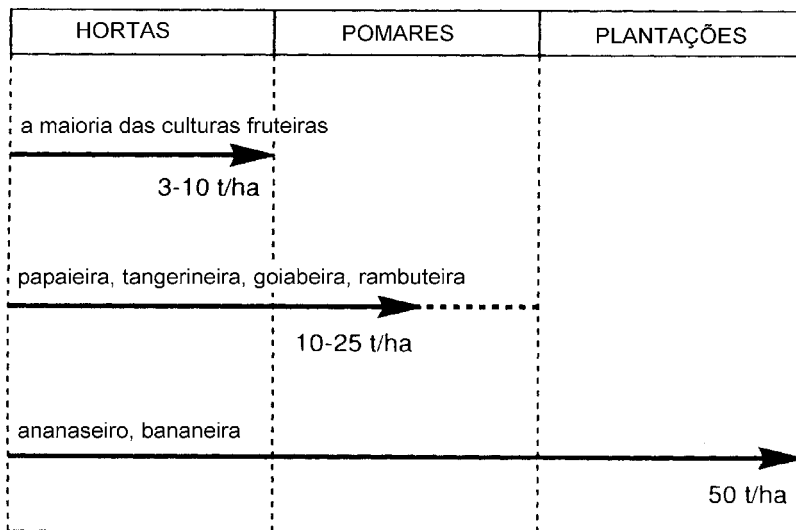 HORTAS
POMARES
PLANTAÇÕES
a maioria das culturas fruteiras
3-10 t/ha
papaieira, tangerineira, goiabeira, rambuteira
10-25 t/ha
ananaseiro, bananeira
50 t/ha